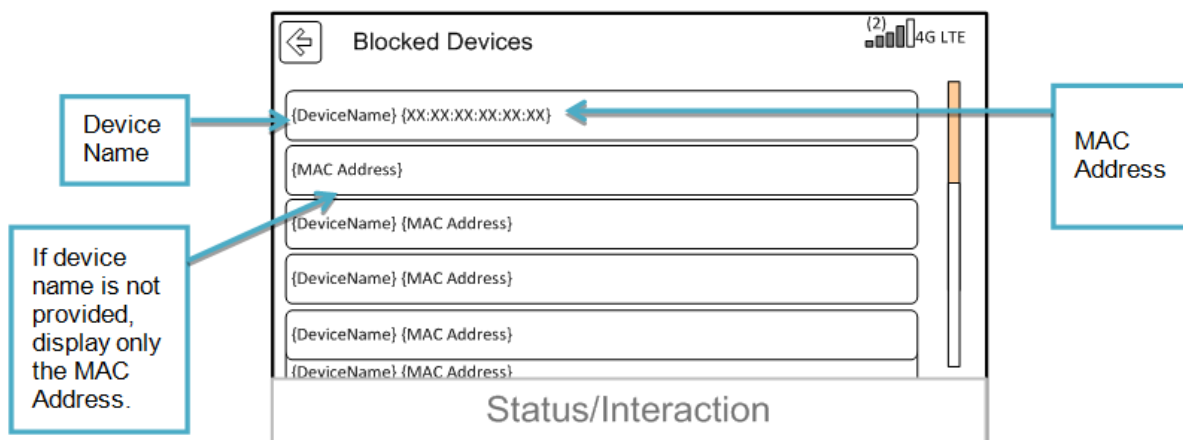 Blocked Devices
(2)
4G LTE
Device
Name
{DeviceName} {XX:XX:XX:XX:XX:XX}
MAC
Address
{MAC Address}
If device
name is not
provided,
display only
the MAC
Address.
{DeviceName} {MAC Address}
{DeviceName} {MAC Address}
{DeviceName} {MAC Address}
{DeviceName} {MAC Address}
Status/Interaction